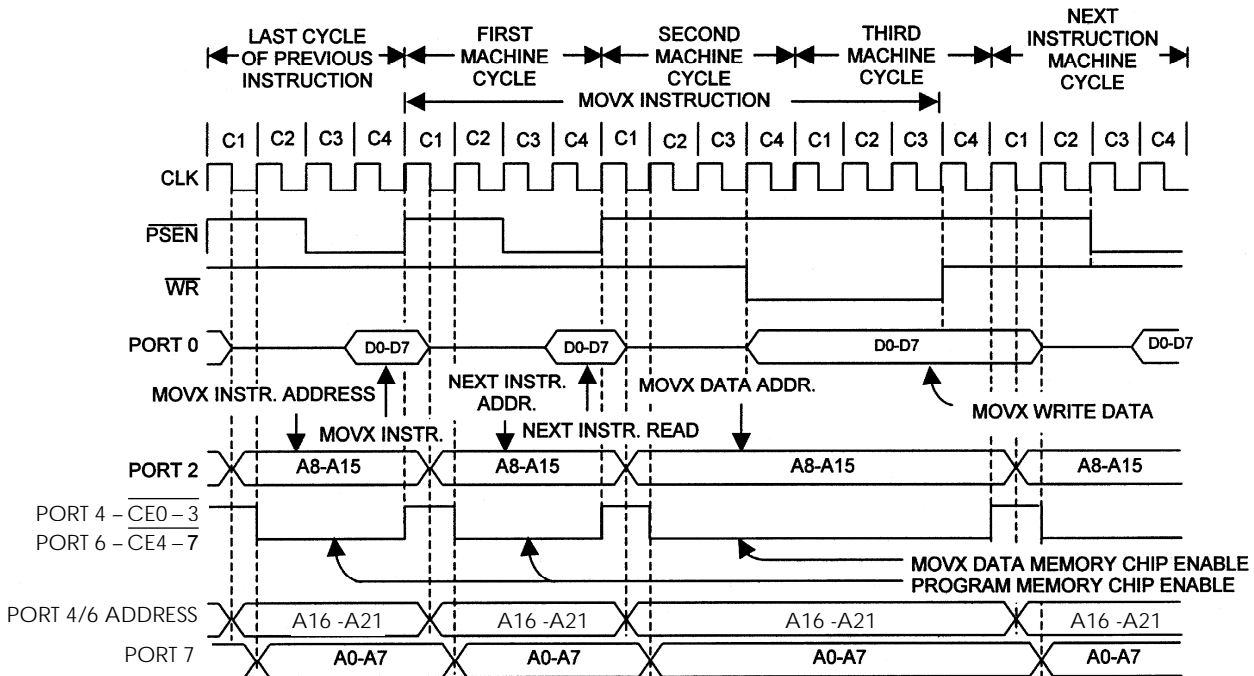 LAST CYCLE OF PREVIOUS INSTRUCTION
FIRST MACHINE CYCLE
SECOND MACHINE CYCLE
THIRD MACHINE CYCLE
NEXT INSTRUCTION MACHINE CYCLE
MOVX INSTRUCTION
C1 C2 C3 C4 C1 C2 C3 C4 C1 C2 C3 C4 C1 C2 C3 C4 C1 C2 C3 C4
CLK
PSEN
WR
PORT 0 D0-D7 D0-D7 D0-D7 D0-D7
MOVX INSTR. ADDRESS
MOVX INSTR.
NEXT INSTR. ADDR.
NEXT INSTR. READ
MOVX DATA ADDR.
MOVX WRITE DATA
PORT 2 A8-A15 A8-A15 A8-A15 A8-A15
PORT 4 – CE0 – 3
PORT 6 – CE4 – 7
MOVX DATA MEMORY CHIP ENABLE
PROGRAM MEMORY CHIP ENABLE
PORT 4/6 ADDRESS A16 -A21 A16 -A21 A16 -A21 A16 -A21
PORT 7 A0-A7 A0-A7 A0-A7 A0-A7